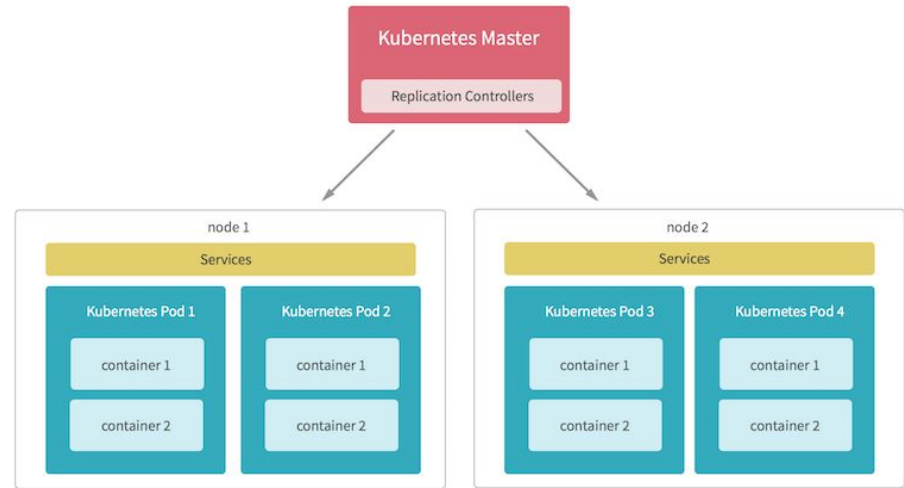 Kubernetes Master
Replication Controllers
node 1
Services
Kubernetes Pod 1
Kubernetes Pod 2
container 1
container 1
container 2
container 2
node 2
Services
Kubernetes Pod 3
Kubernetes Pod 4
container 1
container 1
container 2
container 2